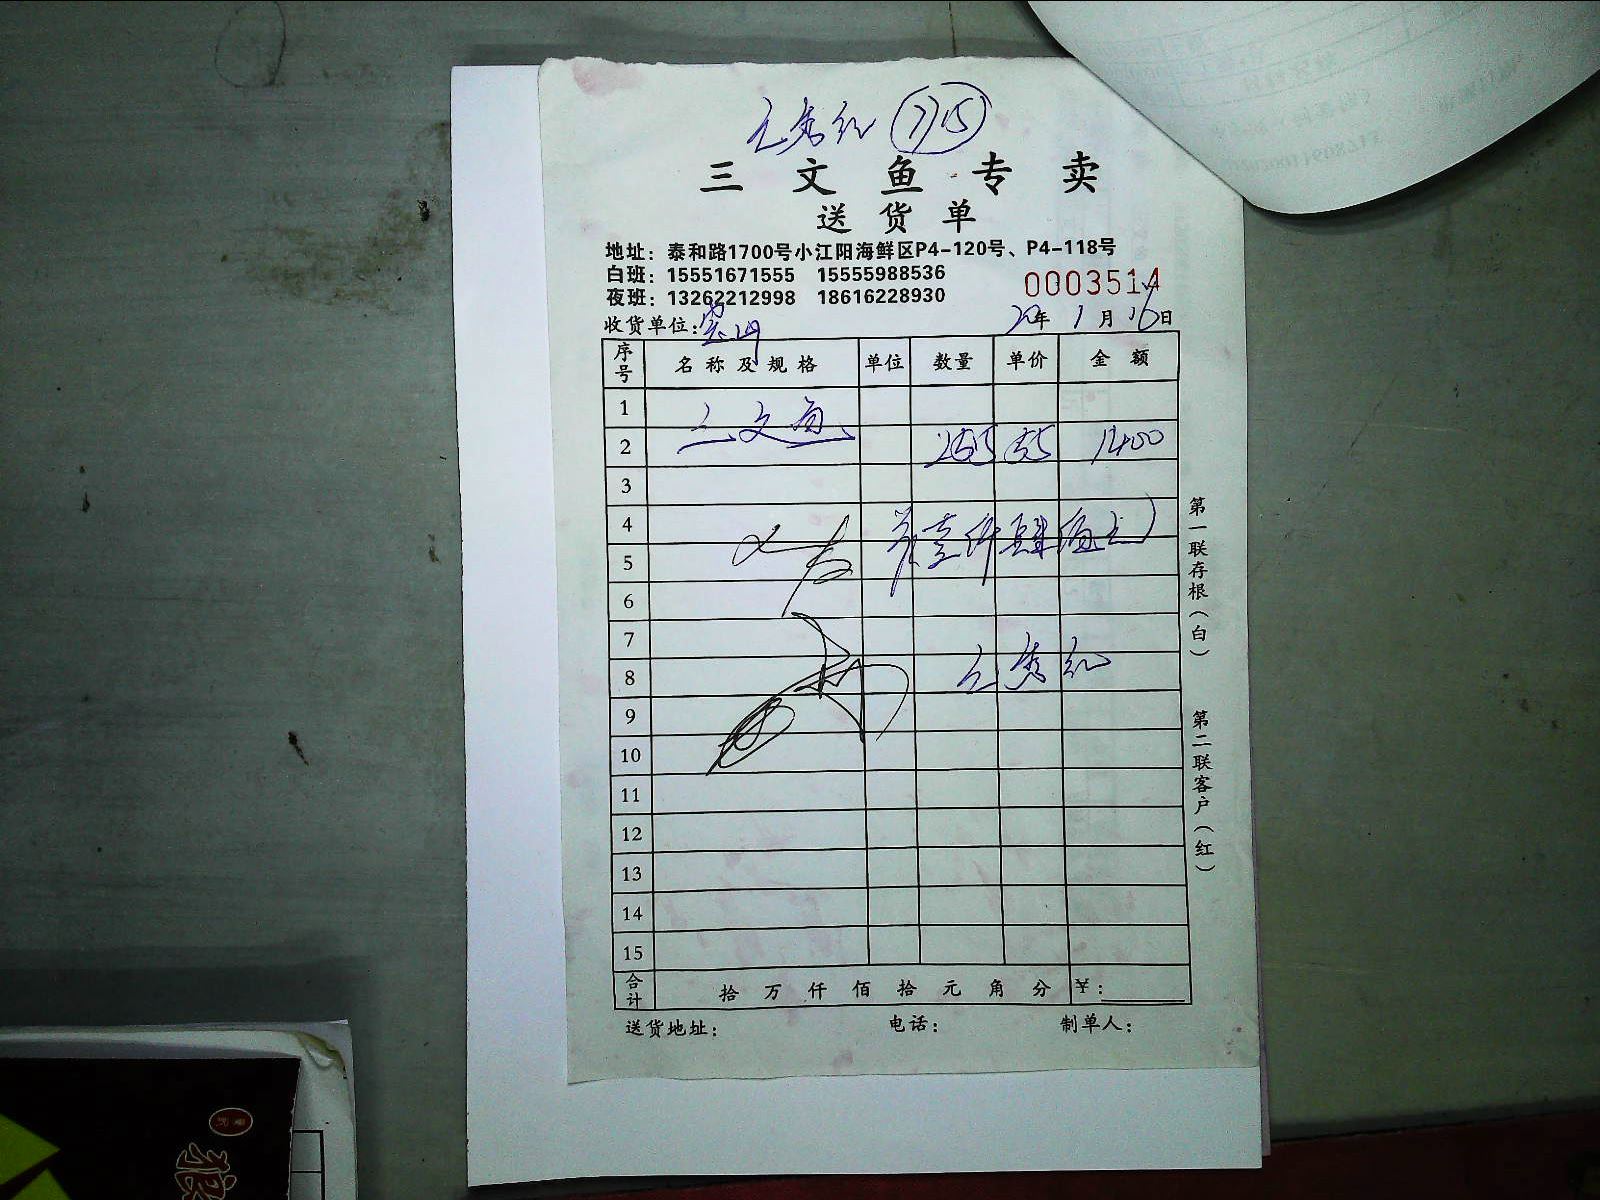 三文鱼专卖
送货单
地址：泰和路1700号小江阳海鲜区P4-120号、P4-118号
白班：15551671555 15555988536
夜班：13262212998 18616228930
0003514
收货单位：
年 1 月 16 日
序号 名称及规格 单位 数量 单价 金额
1 三文鱼
2 1400
3
4
5
6
7
8
9
10
11
12
13
14
15
合计 拾 万 仟 佰 拾 元 角 分 ￥：
送货地址： 电话： 制单人：
第一联存根（白）
第二联客户（红）